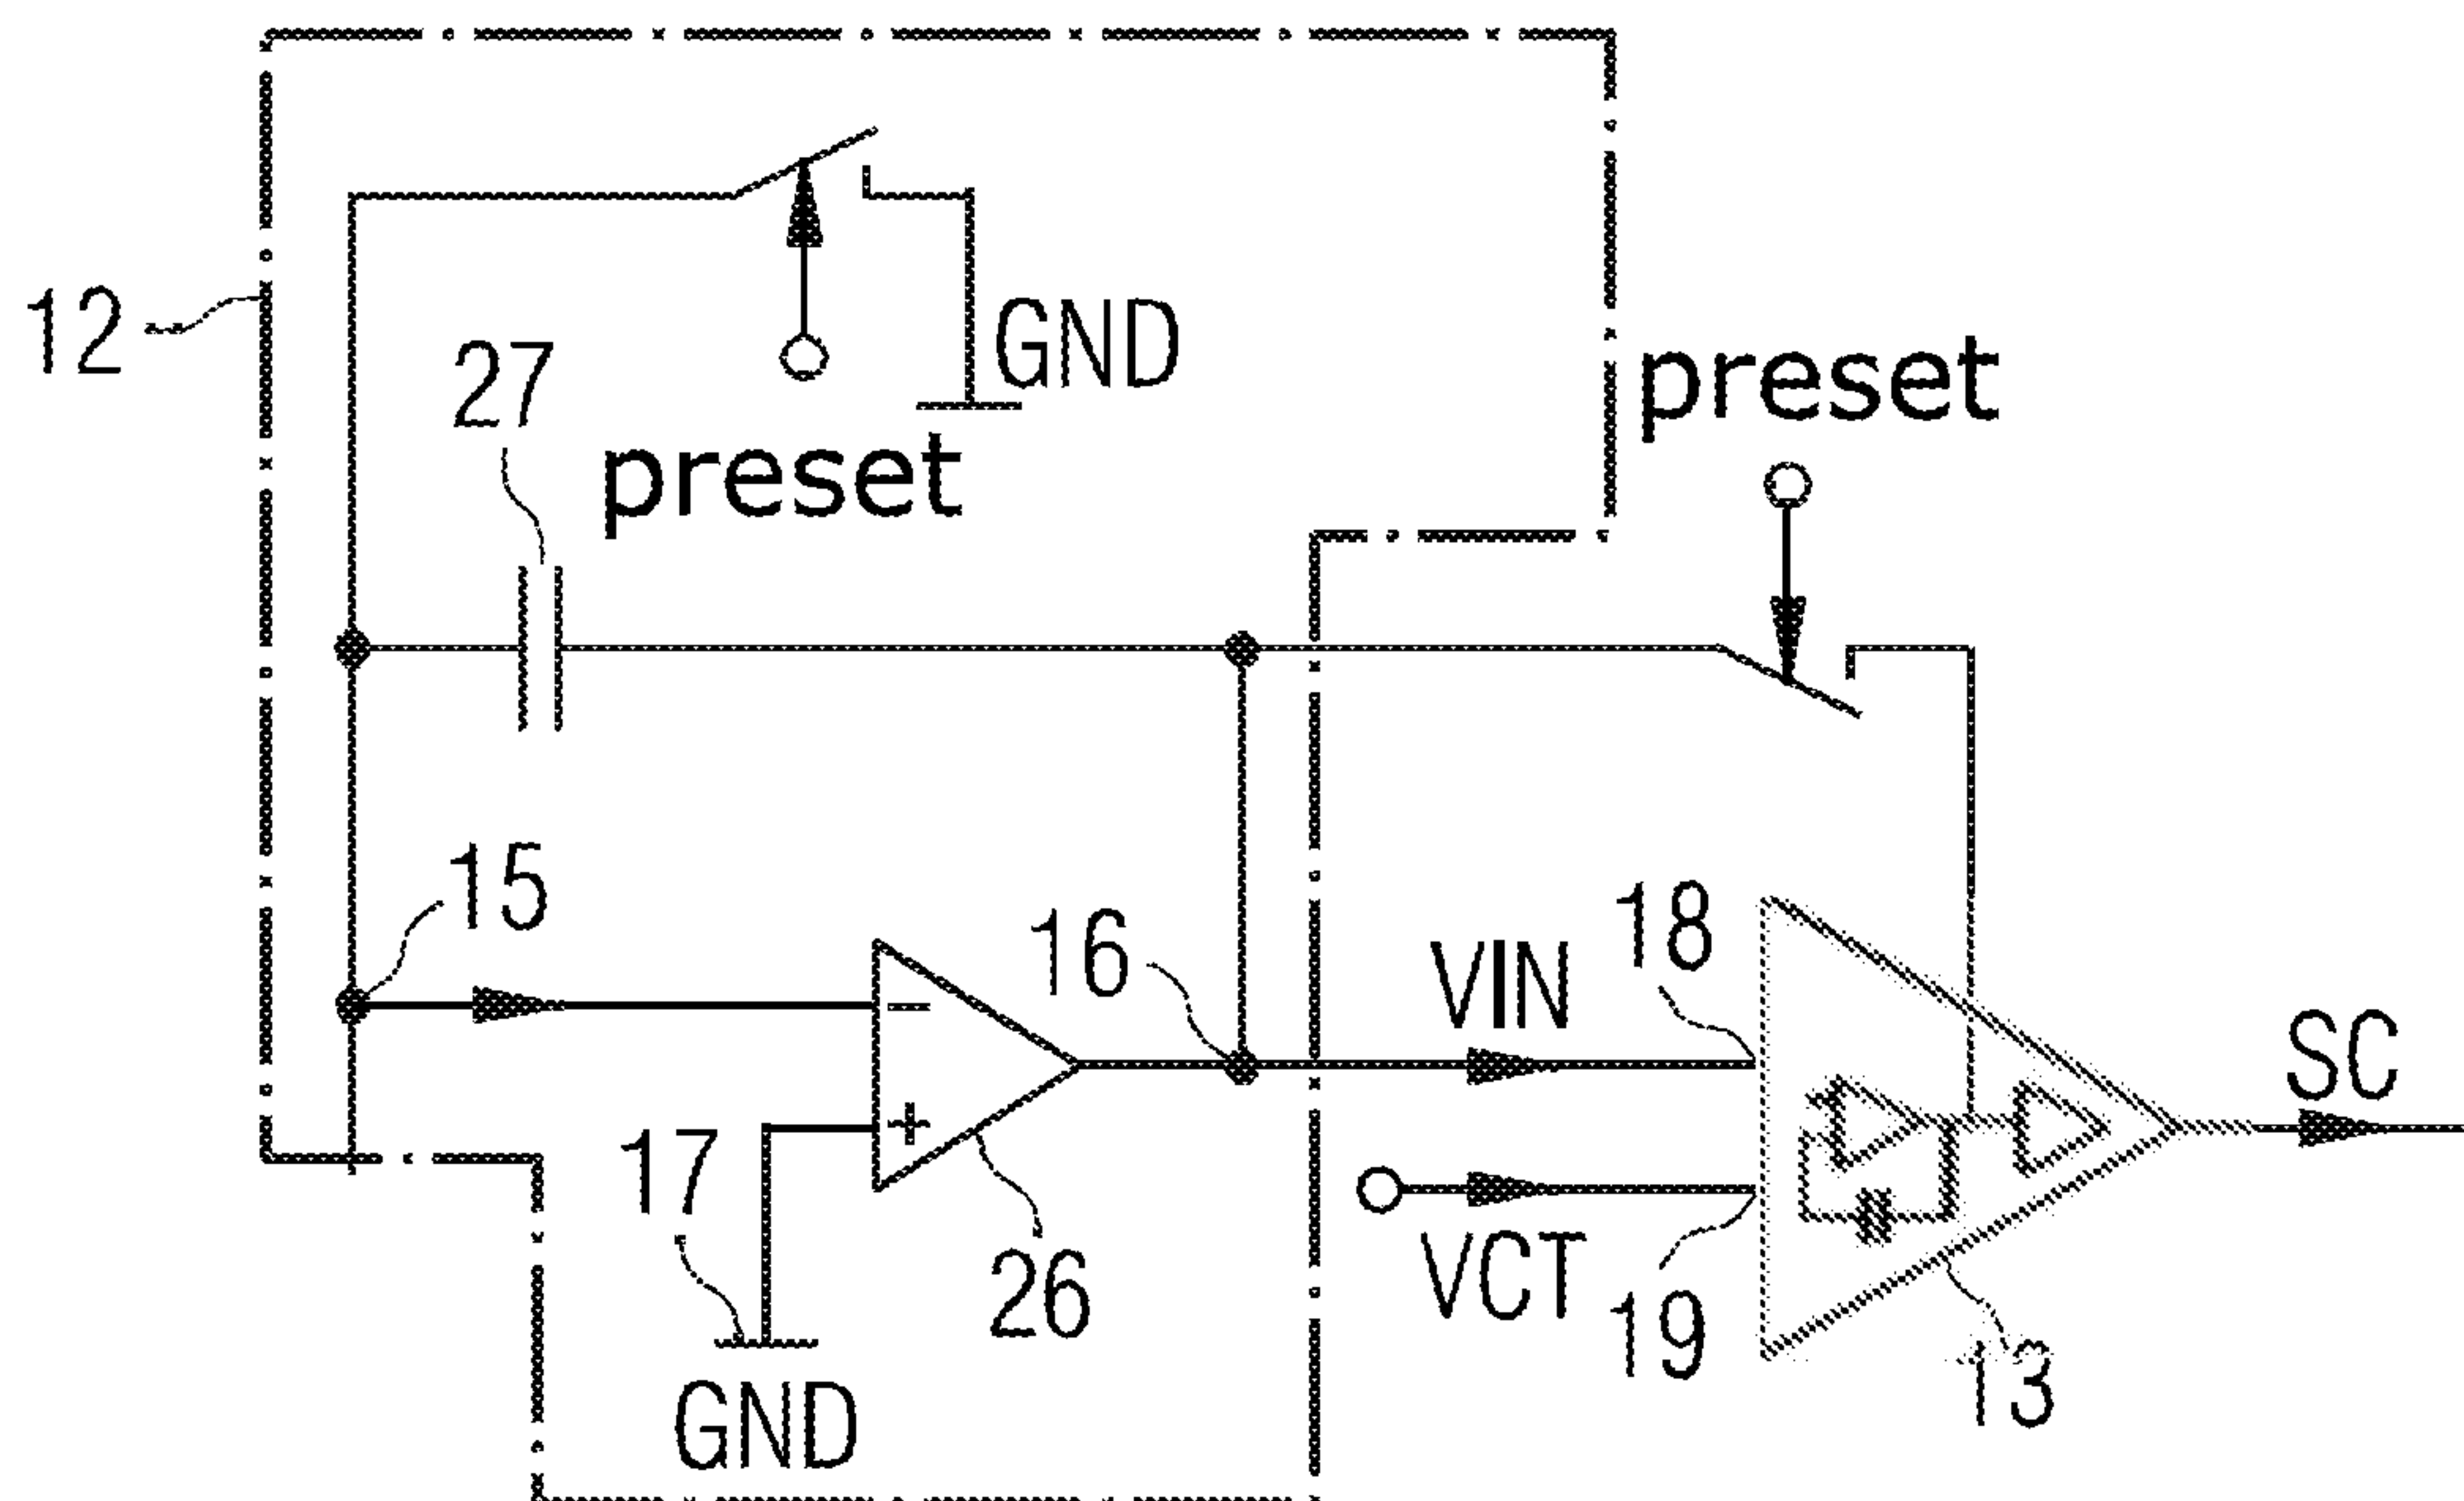 12
27
GND
preset
preset
15
16
VIN
18
SC
17
26
VCT
19
13
GND
−
+